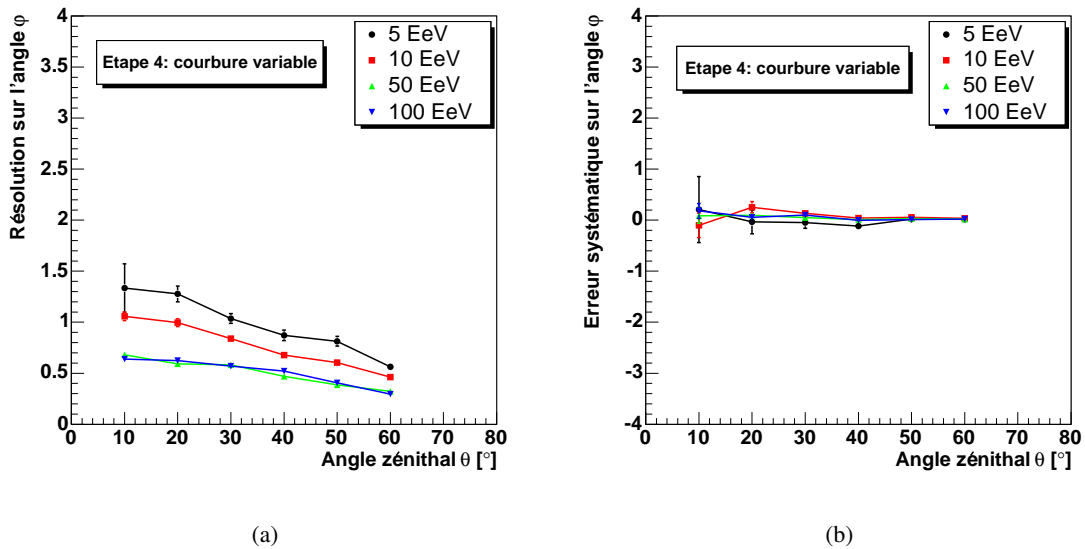 Résolution sur l'angle φ
4
3.5
3
2.5
2
1.5
1
0.5
0
0 10 20 30 40 50 60 70 80
Angle zénithal θ [°]
Etape 4: courbure variable
5 EeV
10 EeV
50 EeV
100 EeV
(a)
Erreur systématique sur l'angle φ
4
3
2
1
0
-1
-2
-3
-4
0 10 20 30 40 50 60 70 80
Angle zénithal θ [°]
Etape 4: courbure variable
5 EeV
10 EeV
50 EeV
100 EeV
(b)